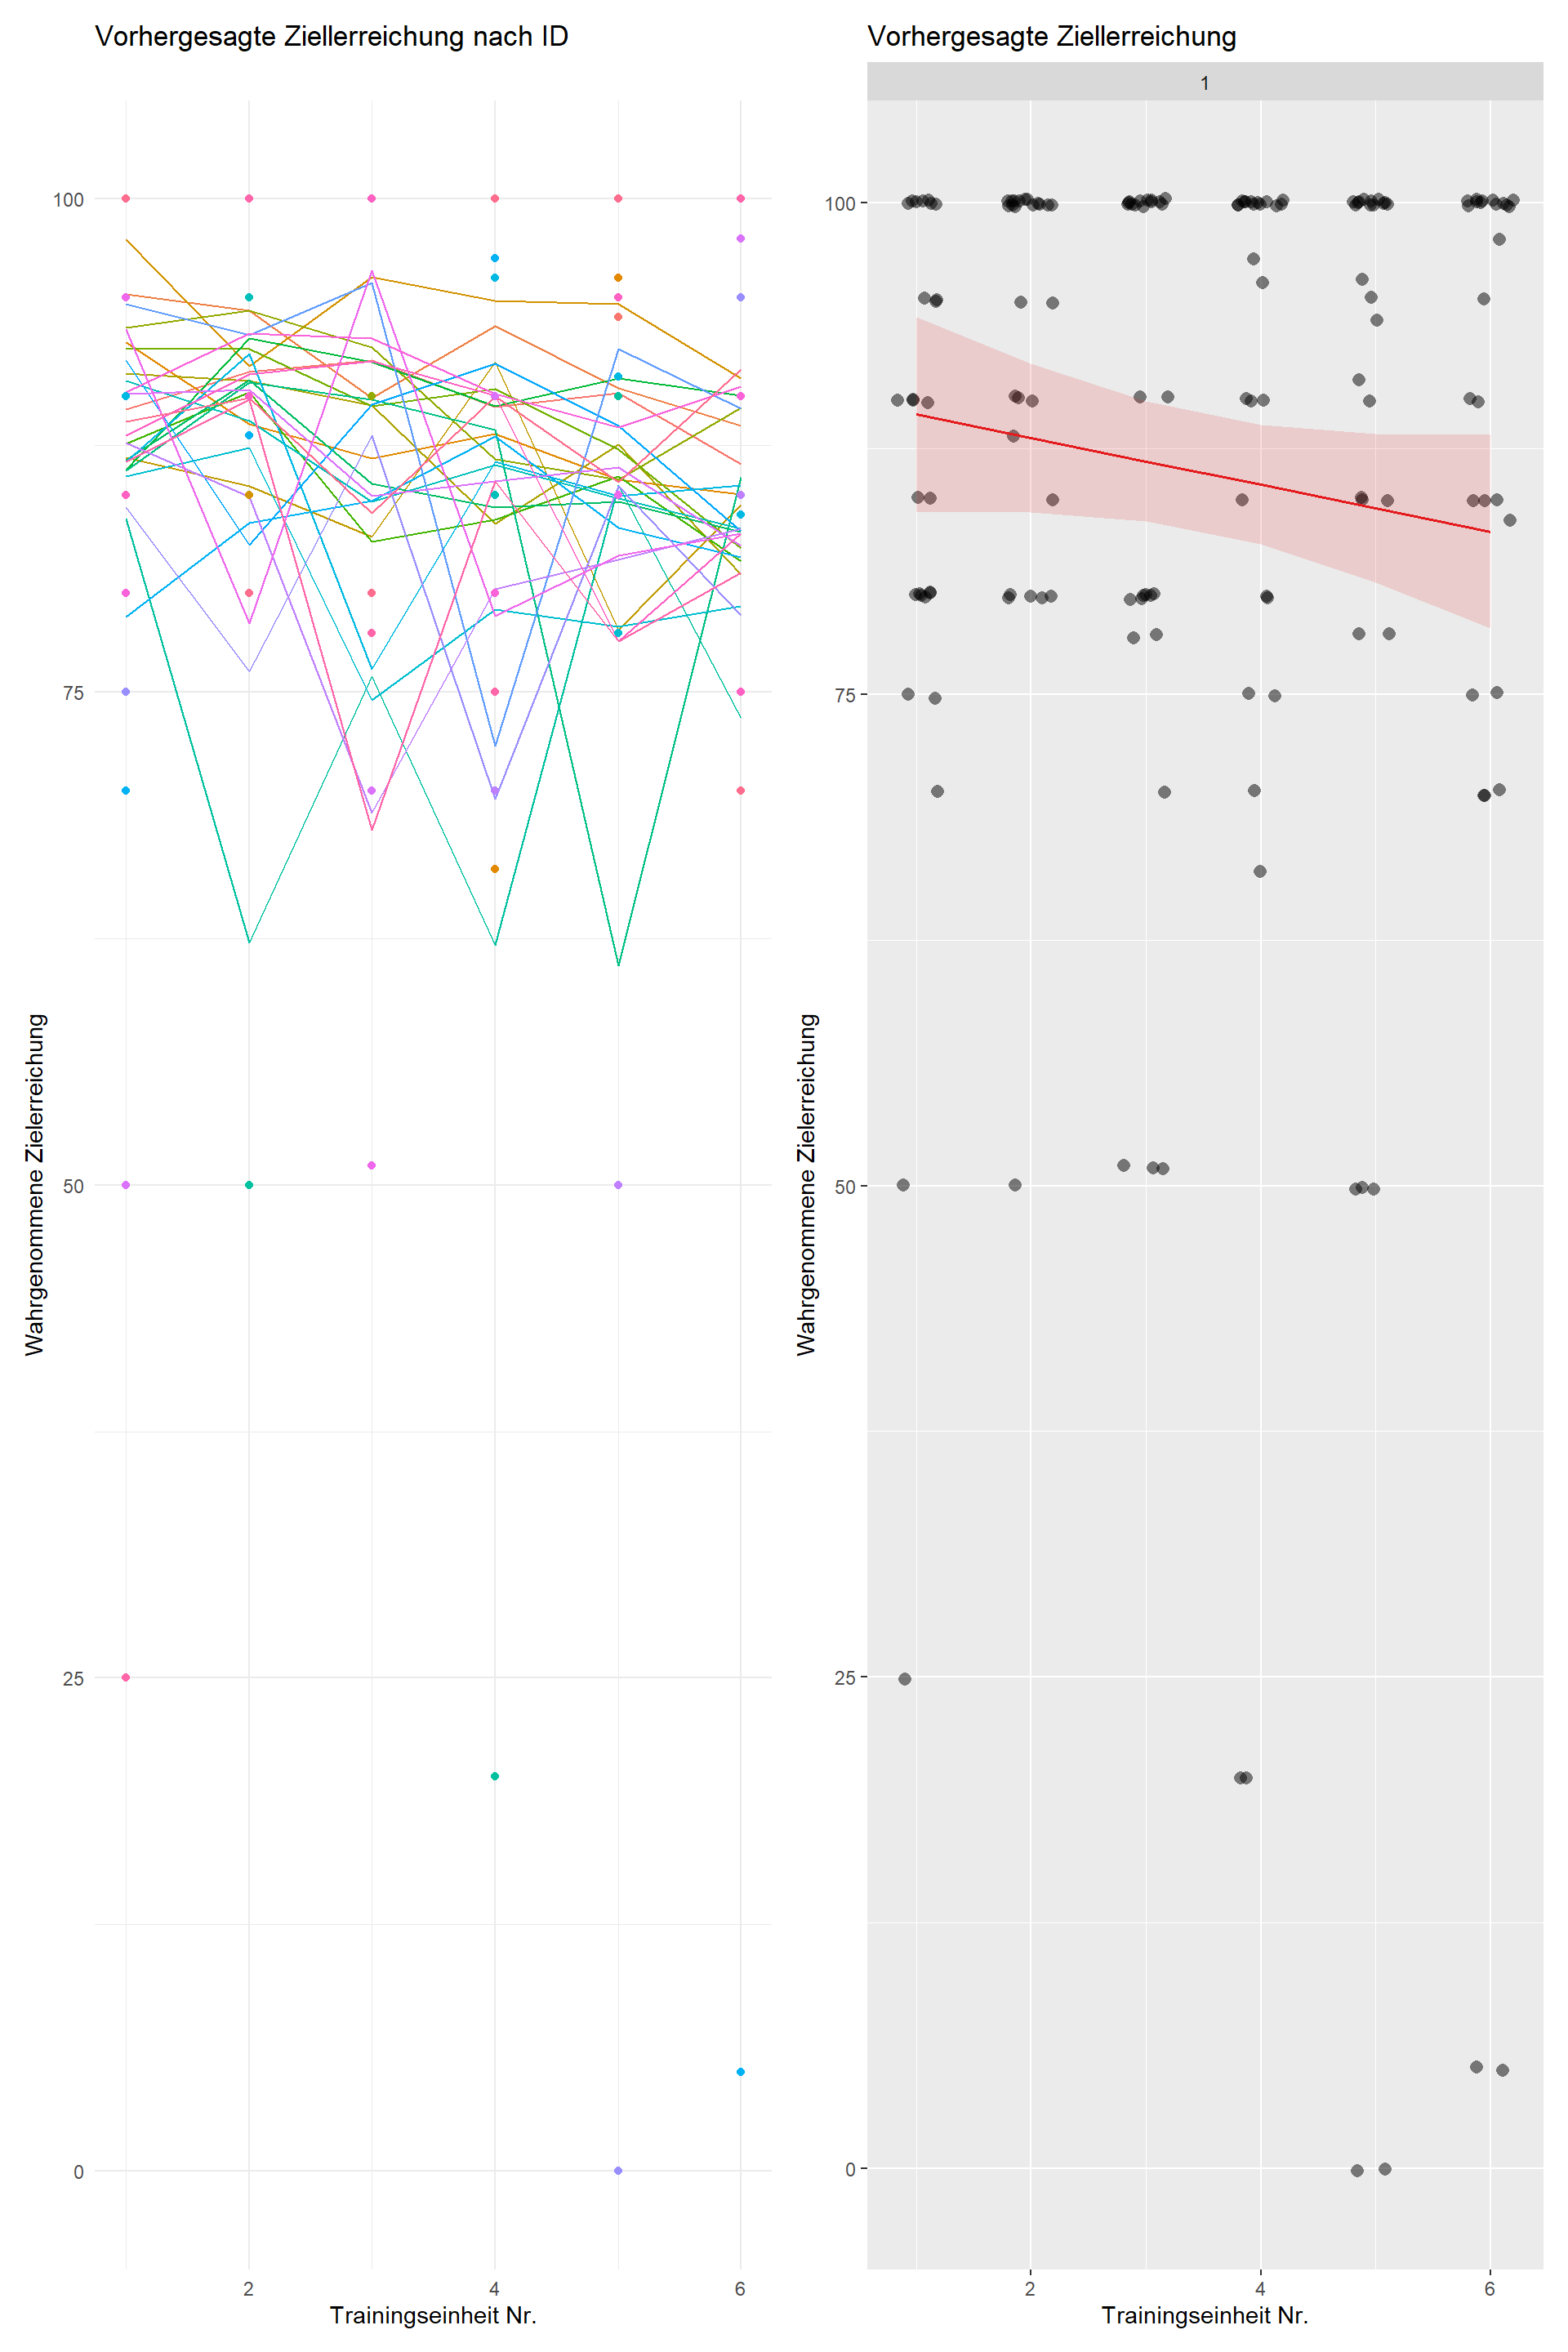 Vorhergesagte Ziellerreichung nach ID
Wahrgenommene Zielerreichung
100
75
50
25
0
2 4 6
Trainingseinheit Nr.
Vorhergesagte Ziellerreichung
1
Wahrgenommene Zielerreichung
100
75
50
25
0
2 4 6
Trainingseinheit Nr.